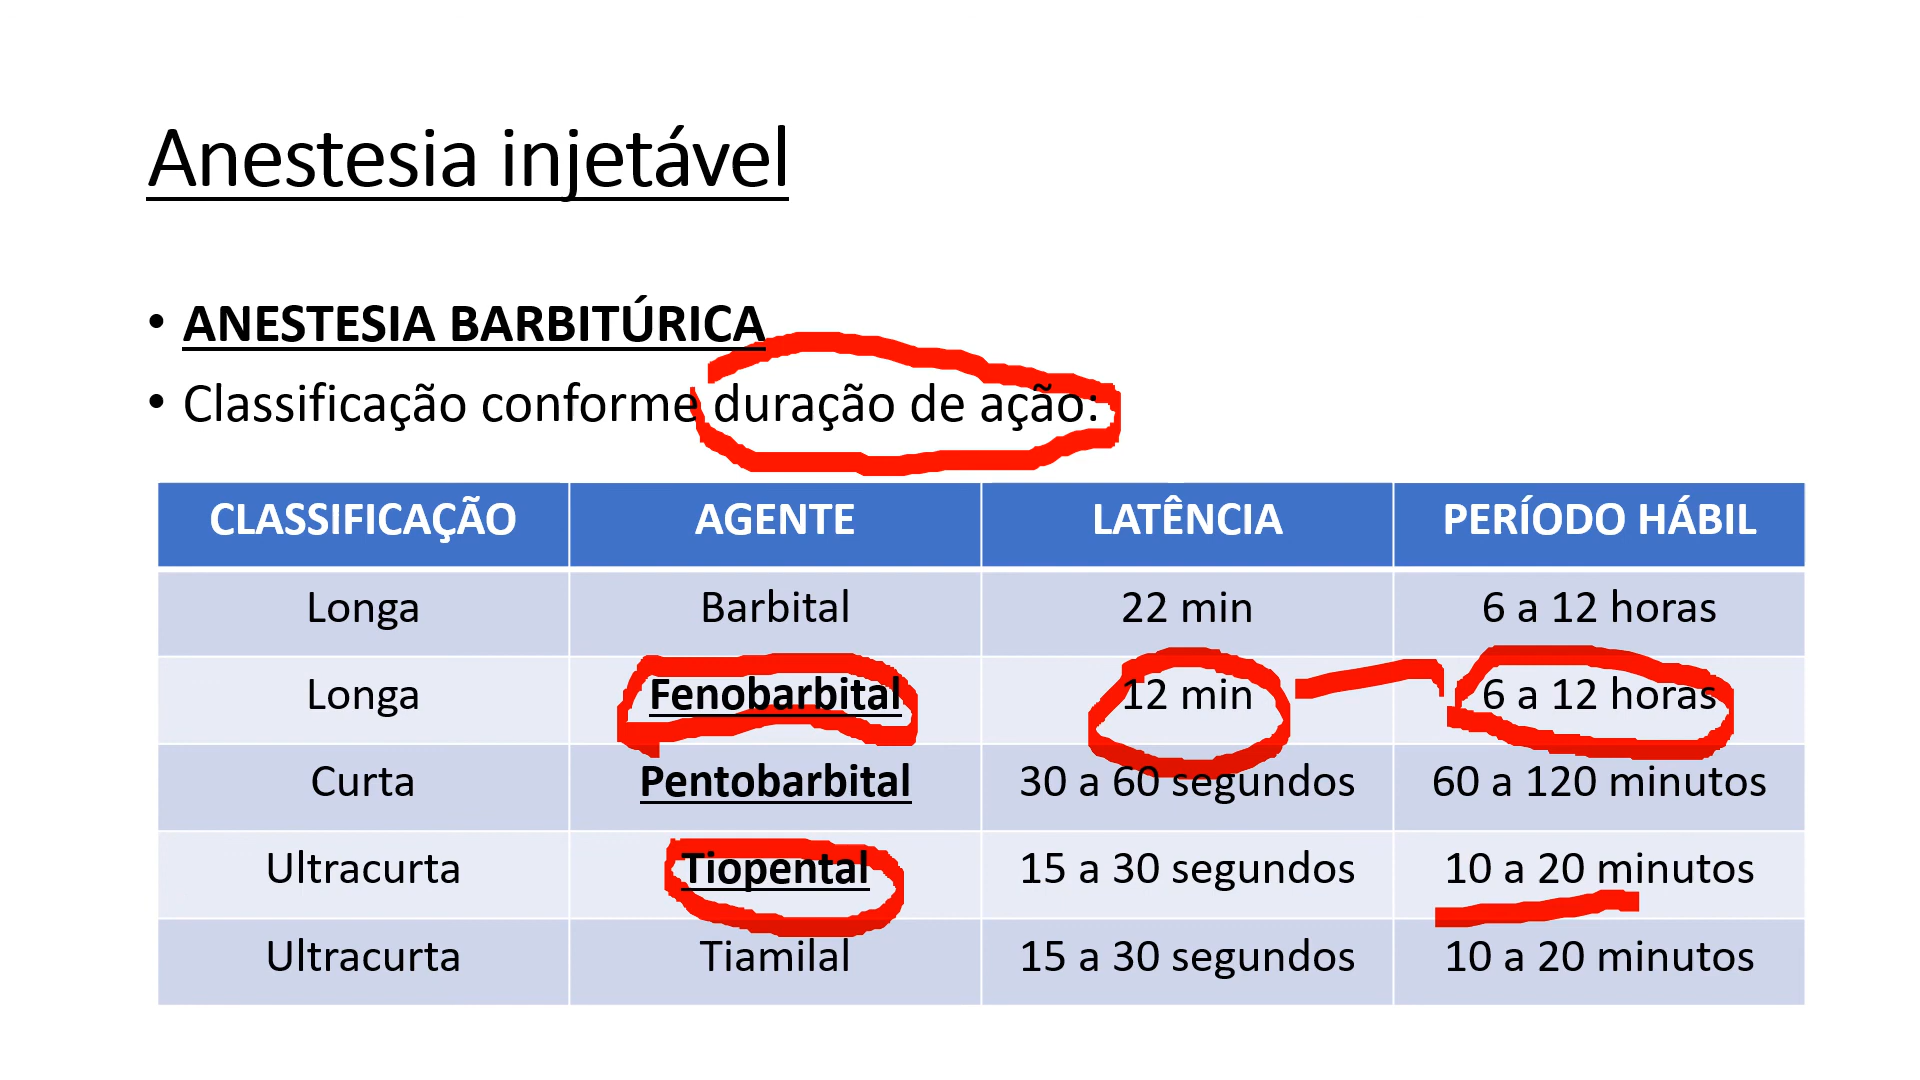 Anestesia injetável
• ANESTESIA BARBITÚRICA
• Classificação conforme duração de ação:
CLASSIFICAÇÃO AGENTE LATÊNCIA PERÍODO HÁBIL
Longa Barbital 22 min 6 a 12 horas
Longa Fenobarbital 12 min 6 a 12 horas
Curta Pentobarbital 30 a 60 segundos 60 a 120 minutos
Ultracurta Tiopental 15 a 30 segundos 10 a 20 minutos
Ultracurta Tiamilal 15 a 30 segundos 10 a 20 minutos